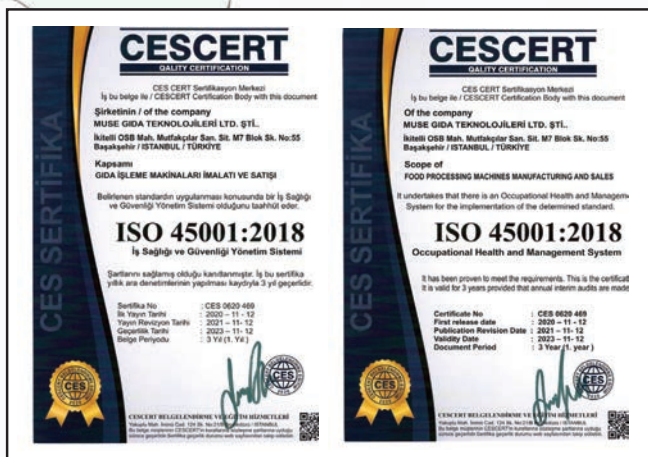 CESCERT
QALITY CERTIFICATION
CES CERT Sertifikasyon Merkezi
İş bu belge ile / CESCERT Certification Body with this document
Şirketinin / of the company
MUSE GIDA TEKNOLOJİLERİ LTD. ŞTİ..
İkitelli OSB Mah. Mutfakçılar San. Sit. M7 Blok Sk. No:55
Başakşehir / ISTANBUL / TÜRKİYE
Kapsamı
GIDA İŞLEME MAKİNALARI İMALATI VE SATIŞI
Belirlenen standardın uygulanması konusunda bir İş Sağlığı
ve Güvenliği Yönetim Sistemi olduğunu taahhüt eder.
ISO 45001:2018
İş Sağlığı ve Güvenliği Yönetim Sistemi
Şartlarını sağlamış olduğu kanıtlanmıştır. İş bu sertifika
yıllık ara denetimlerinin yapılması kaydıyla 3 yıl geçerlidir.
Sertifika No : CES 0620 469
İlk Yayın Tarihi : 2020 – 11 - 12
Yayın Revizyon Tarihi : 2021 – 11- 12
Geçerlilik Tarihi : 2023 – 11- 12
Belge Periyodu : 3 Yıl (1. Yıl )
CES SERTİFİKA
CES
CES
CESCERT BELGELENDİRME VE EĞİTİM HİZMETLERİ
CESCERT
QALITY CERTIFICATION
CES CERT Sertifikasyon Merkezi
İş bu belge ile / CESCERT Certification Body with this document
Of the company
MUSE GIDA TEKNOLOJİLERİ LTD. ŞTİ..
İkitelli OSB Mah. Mutfakçılar San. Sit. M7 Blok Sk. No:55
Başakşehir / ISTANBUL / TÜRKİYE
Scope of
FOOD PROCESSING MACHINES MANUFACTURING AND SALES
It undertakes that there is an Occupational Health and Managem
System for the implementation of the determined standard.
ISO 45001:2018
Occupational Health and Management System
It has been proven to meet the requirements. This is the certificat
It is valid for 3 years provided that annual interim audits are made
Certificate No : CES 0620 469
First release date : 2020 – 11 - 12
Publication Revision Date : 2021 – 11- 12
Validity Date : 2023 – 11- 12
Document Period : 3 Year (1. year )
CES SERTİFİKA
CES
CES
CESCERT BELGELENDİRME VE EĞİTİM HİZMETLERİ